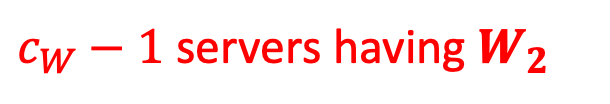 c_W − 1 servers having W_2